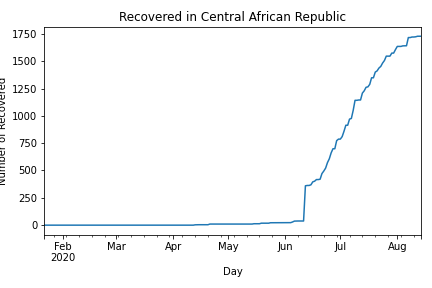 Recovered in Central African Republic
Number of Recovered
1750
1500
1250
1000
750
500
250
0
Feb
2020
Mar
Apr
May
Jun
Jul
Aug
Day